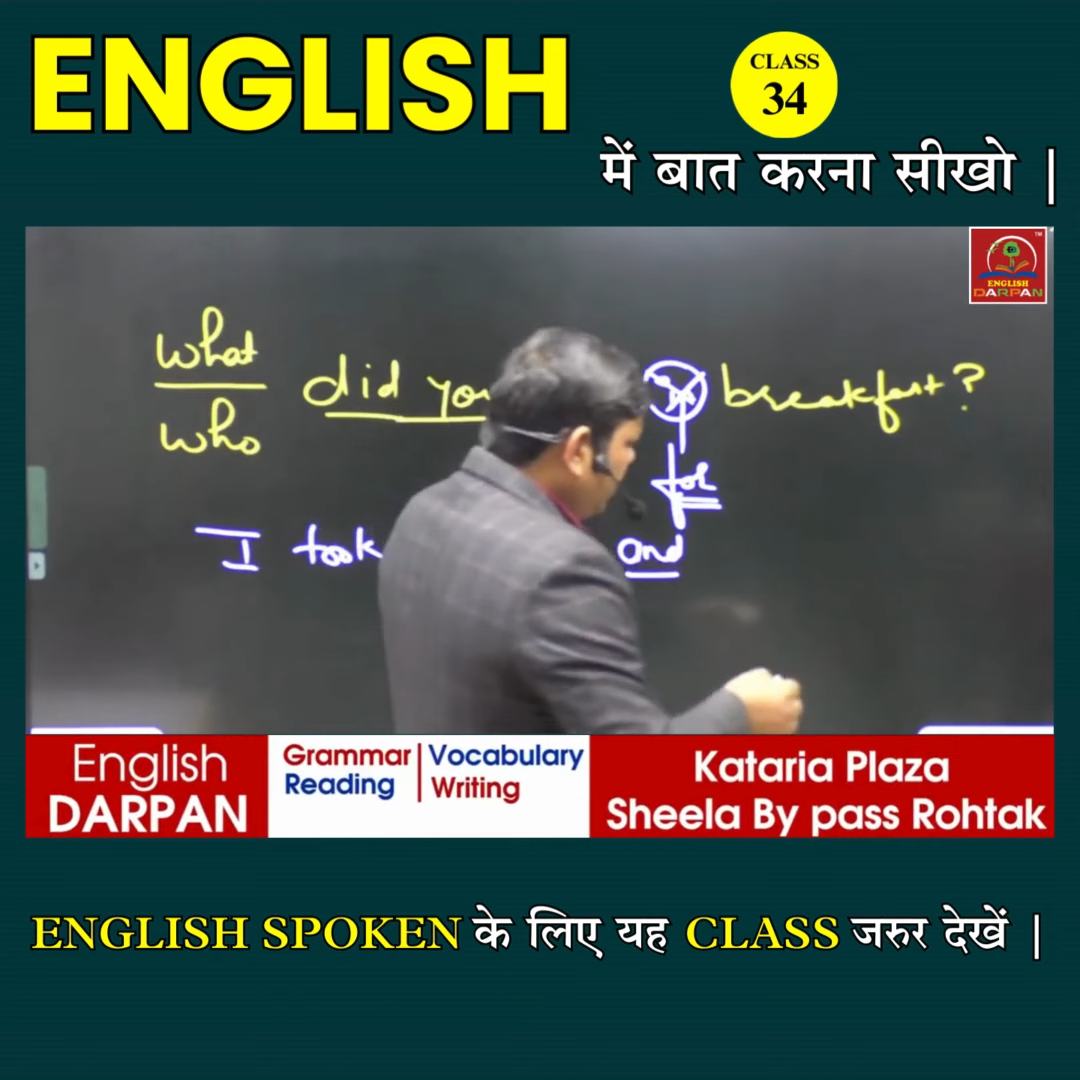 ENGLISH
CLASS
34
में बात करना सीखो |
TM
ENGLISH
DARPAN
what
did you
breakfast?
who
for
I took
and
English
DARPAN
Grammar | Vocabulary
Reading | Writing
Kataria Plaza
Sheela By pass Rohtak
ENGLISH SPOKEN के लिए यह CLASS जरुर देखें |